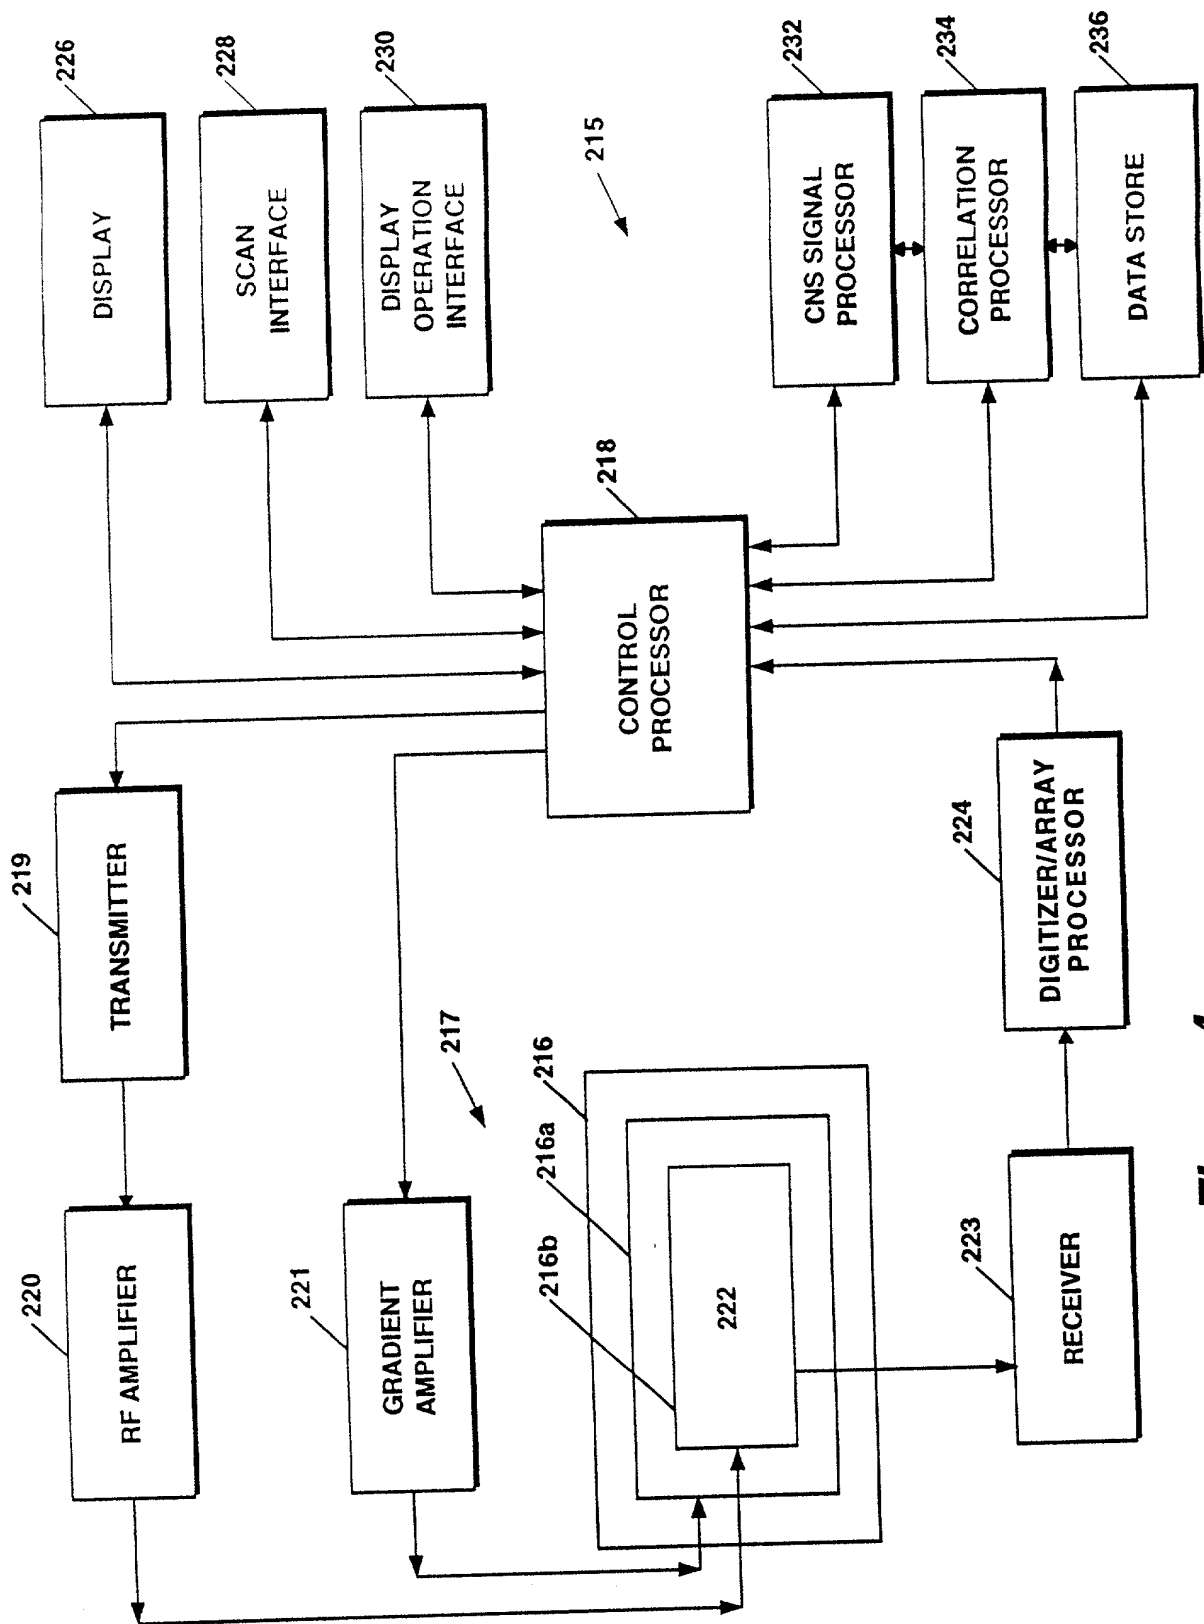 220
RF AMPLIFIER
219
TRANSMITTER
226
DISPLAY
228
SCAN
INTERFACE
230
DISPLAY
OPERATION
INTERFACE
221
GRADIENT
AMPLIFIER
217
218
CONTROL
PROCESSOR
215
216
216a
216b
222
223
RECEIVER
224
DIGITIZER/ARRAY
PROCESSOR
232
CNS SIGNAL
PROCESSOR
234
CORRELATION
PROCESSOR
236
DATA STORE